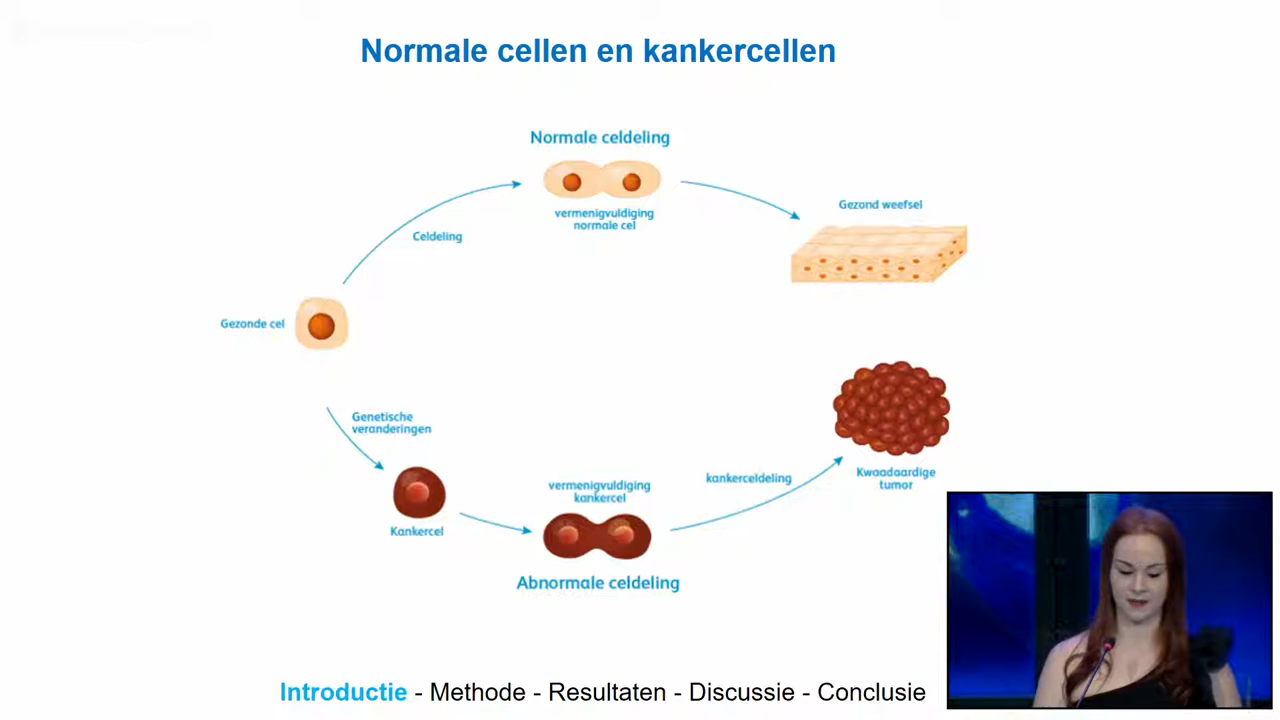 Normale cellen en kankercellen
Normale celdeling
vermenigvuldiging
normale cel
Celdeling
Gezond weefsel
Gezonde cel
Genetische
veranderingen
Kankercel
vermenigvuldiging
kankercel
Abnormale celdeling
kankerceldeling
Kwaadaardige
tumor
Introductie - Methode - Resultaten - Discussie - Conclusie